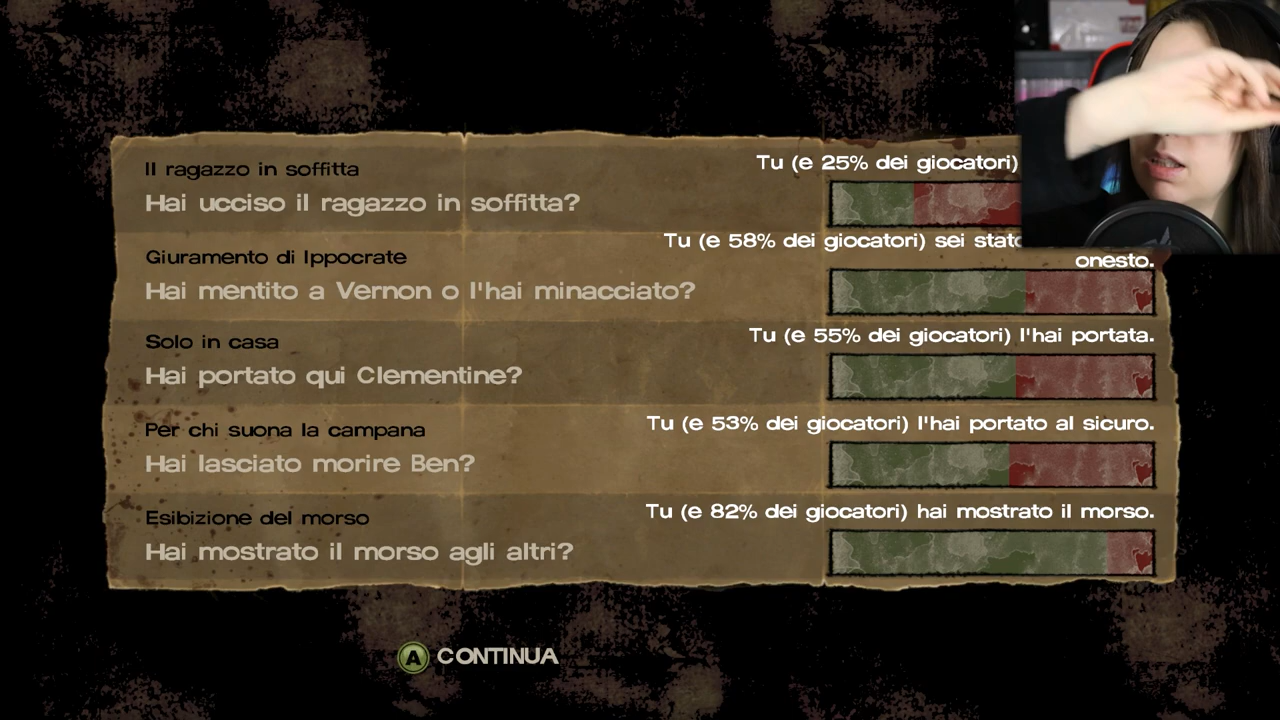 Il ragazzo in soffitta
Tu (e 25% dei giocatori)
Hai ucciso il ragazzo in soffitta?
Tu (e 58% dei giocatori) sei
onesto.
Giuramento di Ippocrate
Hai mentito a Vernon o l'hai minacciato?
Tu (e 55% dei giocatori) l'hai portata.
Solo in casa
Hai portato qui Clementine?
Tu (e 53% dei giocatori) l'hai portato al sicuro.
Per chi suona la campana
Hai lasciato morire Ben?
Tu (e 82% dei giocatori) hai mostrato il morso.
Esibizione del morso
Hai mostrato il morso agli altri?
A CONTINUA